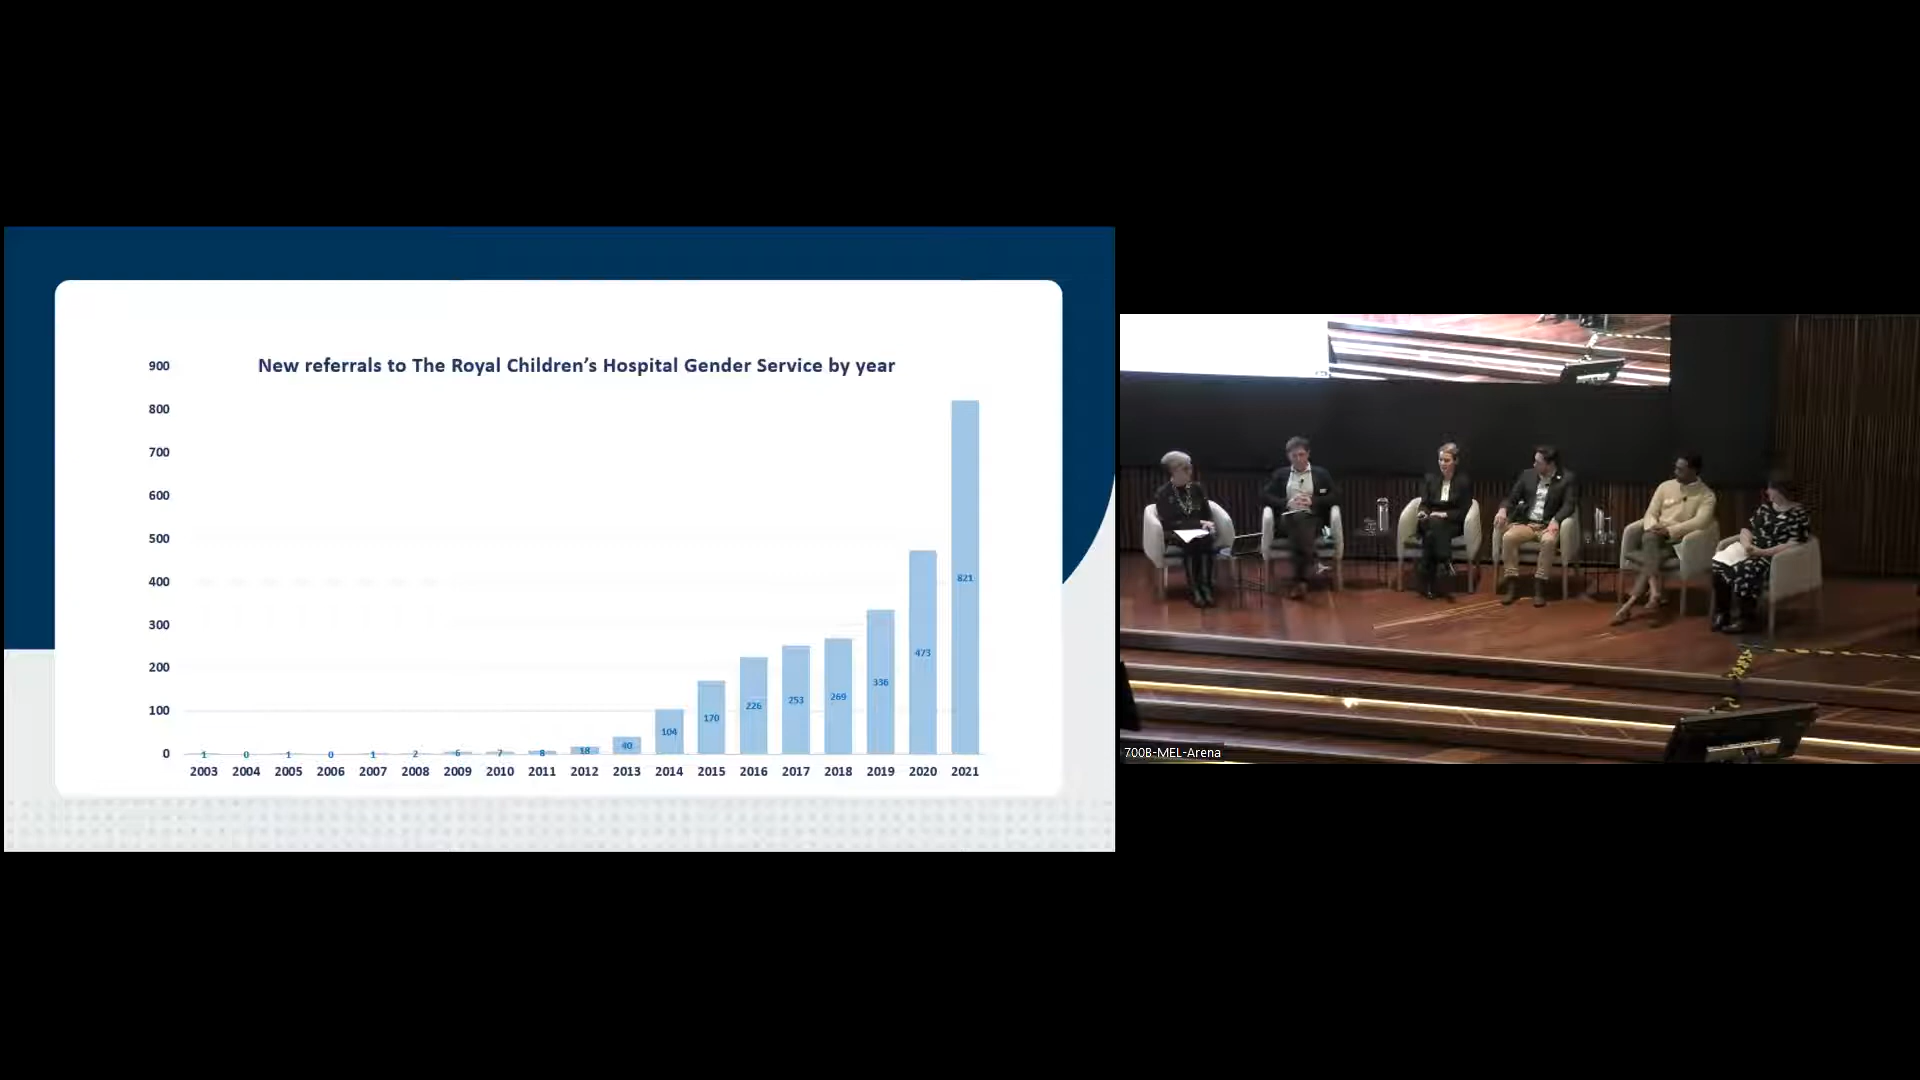 New referrals to The Royal Children's Hospital Gender Service by year
900
800
700
600
500
400
300
200
100
0
1 0 1 0 1 2 6 7 8 18 40 104 170 226 253 269 336 473 821
2003 2004 2005 2006 2007 2008 2009 2010 2011 2012 2013 2014 2015 2016 2017 2018 2019 2020 2021
700B-MEL-Arena